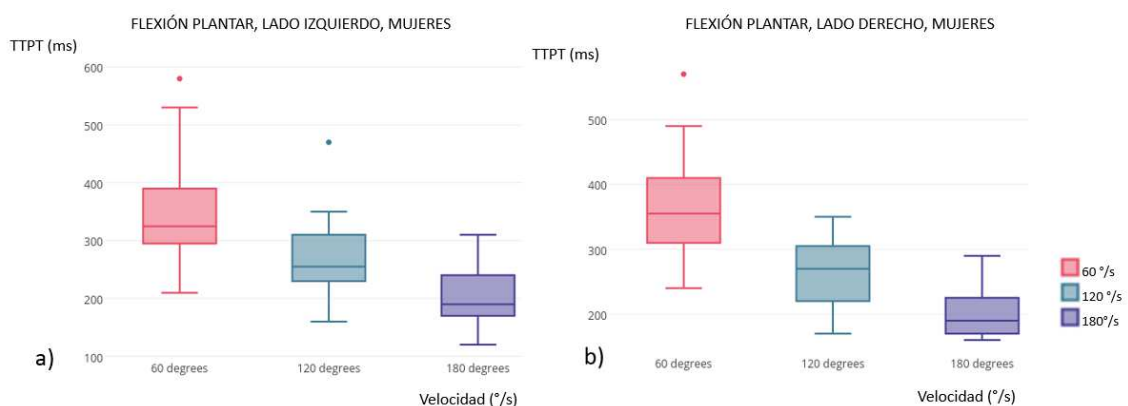 FLEXIÓN PLANTAR, LADO IZQUIERDO, MUJERES
TTPT (ms)
600
500
400
300
200
100
60 degrees
120 degrees
180 degrees
a)
Velocidad (°/s)
FLEXIÓN PLANTAR, LADO DERECHO, MUJERES
TTPT (ms)
500
400
300
200
60 degrees
120 degrees
180 degrees
b)
Velocidad (°/s)
60 °/s
120 °/s
180°/s